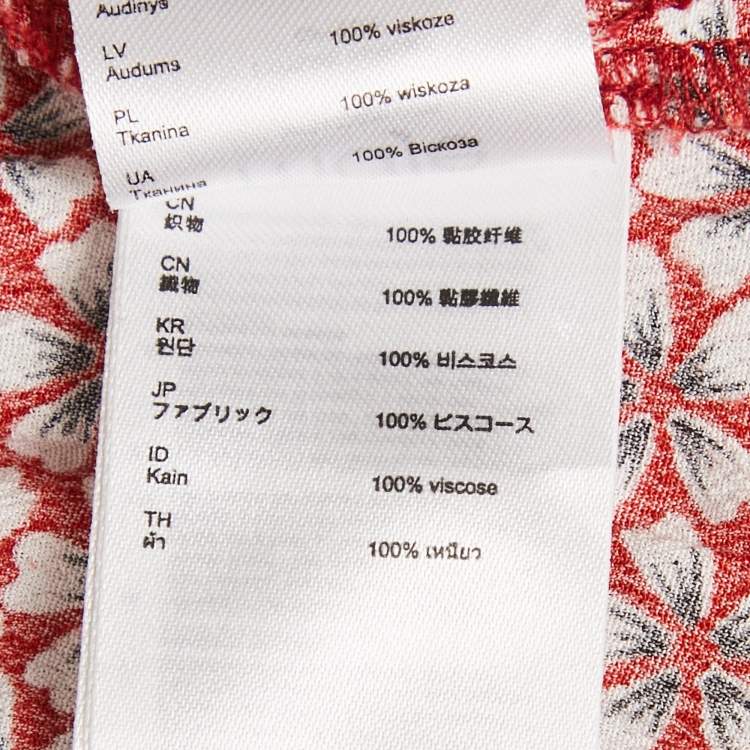 Audinys
LV 100% viskoze
Audums
PL 100% wiskoza
Tkanina
UA 100% Віскоза
Тканина
CN
织物 100% 黏胶纤维
CN
織物 100% 黏膠纖維
KR
원단 100% 비스코스
JP
ファブリック 100% ビスコース
ID
Kain 100% viscose
TH
ผ้า 100% เหนียว